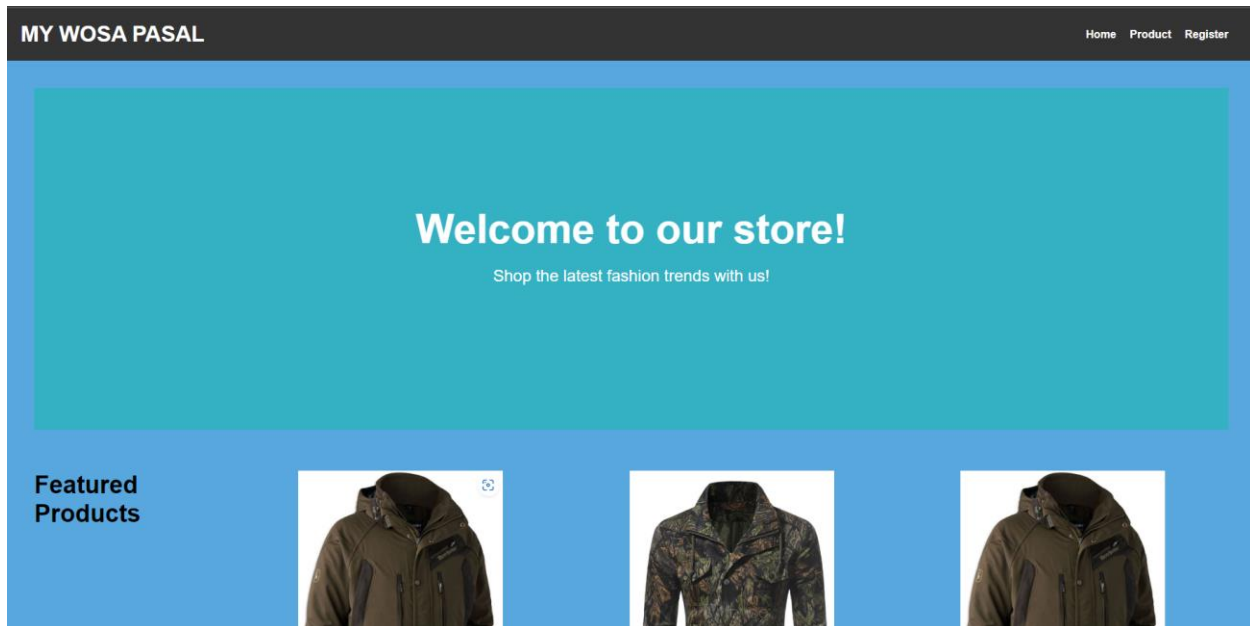 MY WOSA PASAL
Home Product Register
Welcome to our store!
Shop the latest fashion trends with us!
Featured
Products